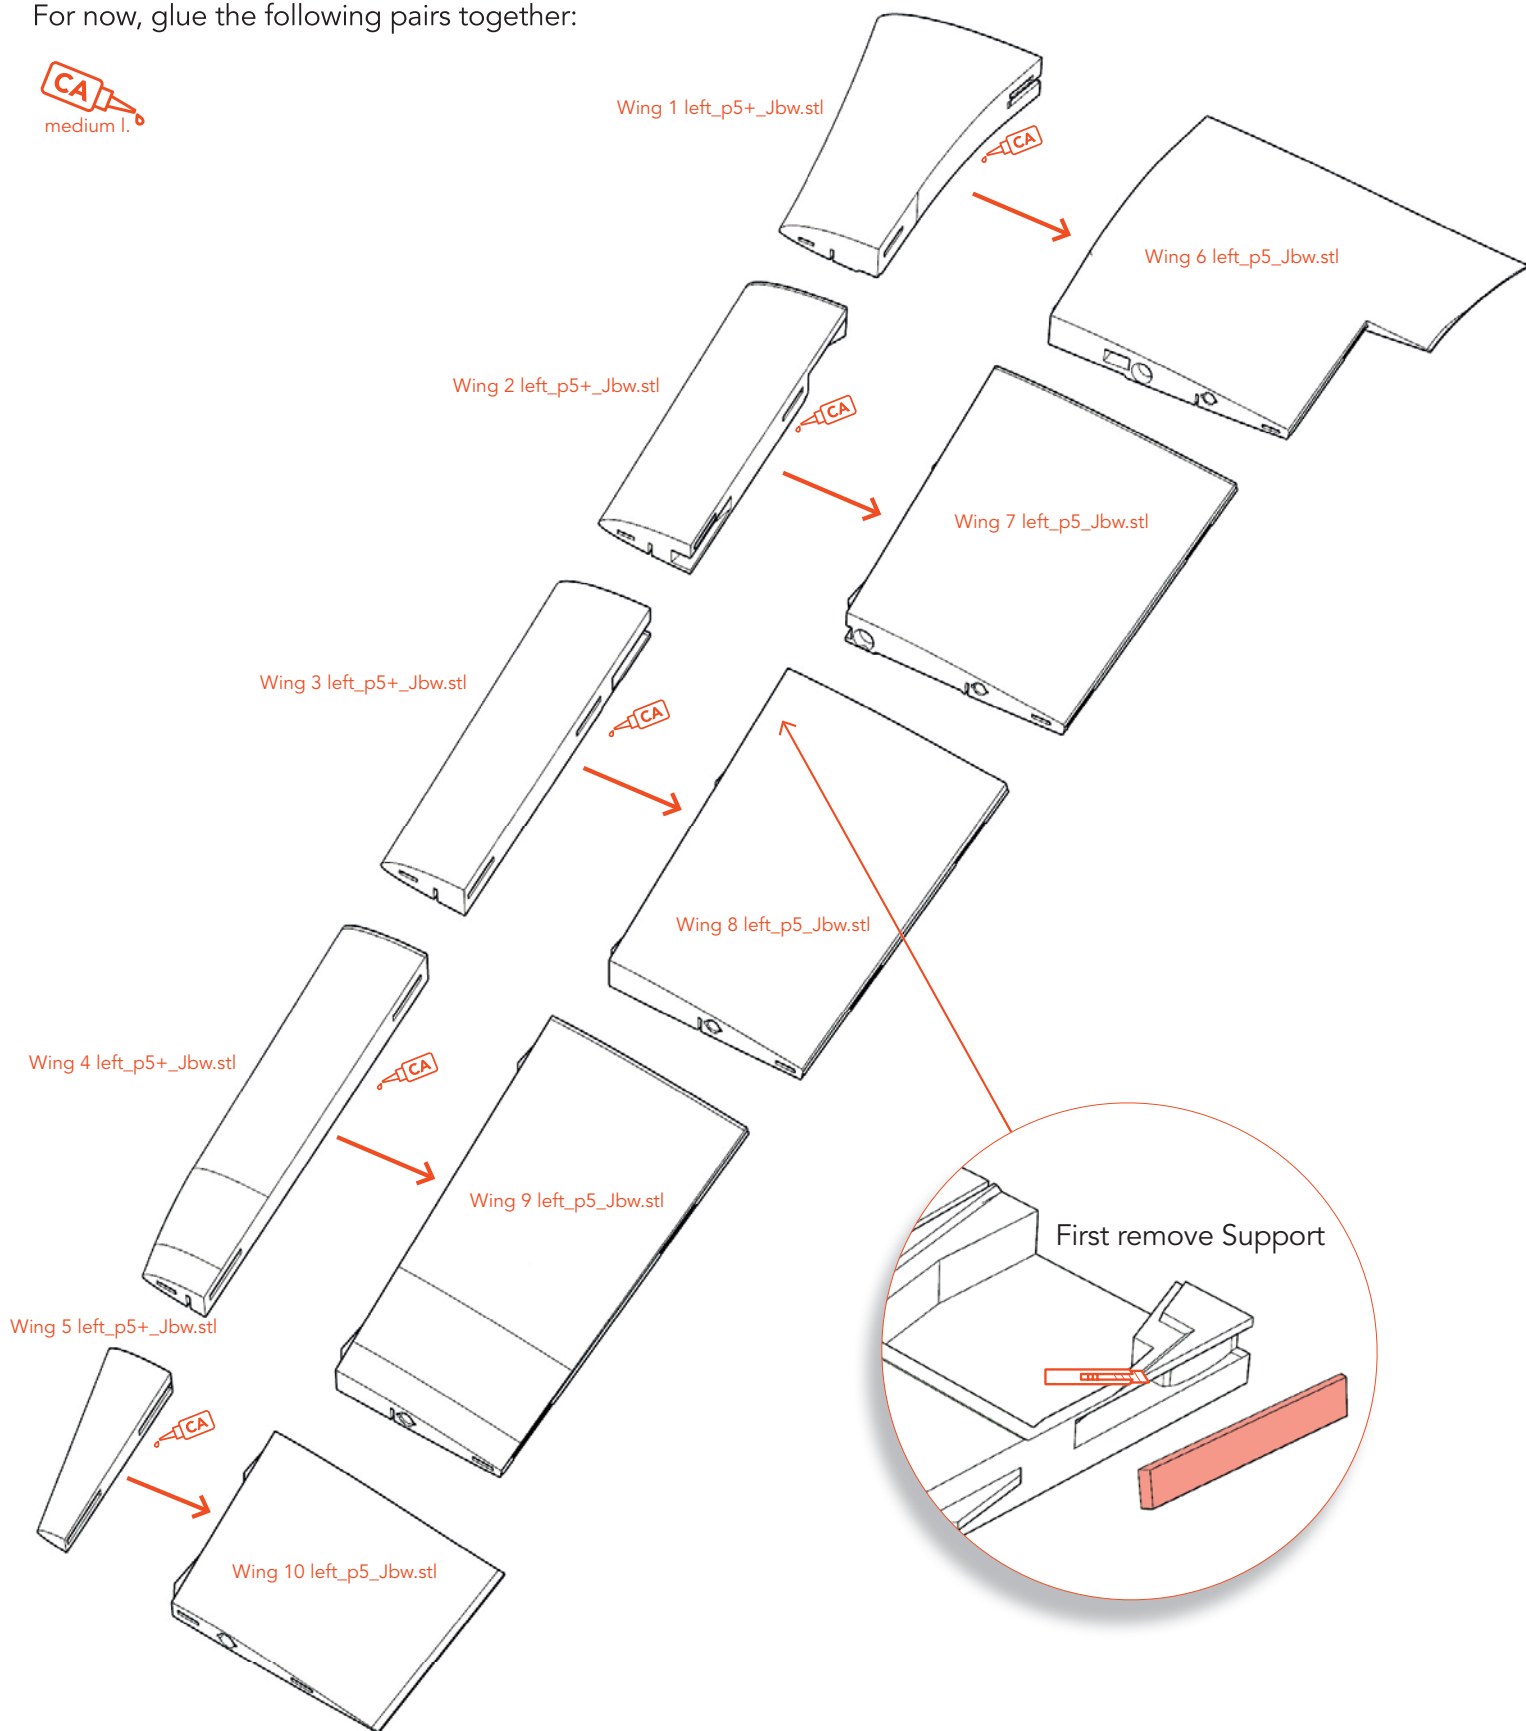 For now, glue the following pairs together:
CA
medium l.
Wing 1 left_p5+_Jbw.stl
CA
Wing 6 left_p5_Jbw.stl
Wing 2 left_p5+_Jbw.stl
CA
Wing 7 left_p5_Jbw.stl
Wing 3 left_p5+_Jbw.stl
CA
Wing 8 left_p5_Jbw.stl
Wing 4 left_p5+_Jbw.stl
CA
Wing 9 left_p5_Jbw.stl
First remove Support
Wing 5 left_p5+_Jbw.stl
CA
Wing 10 left_p5_Jbw.stl